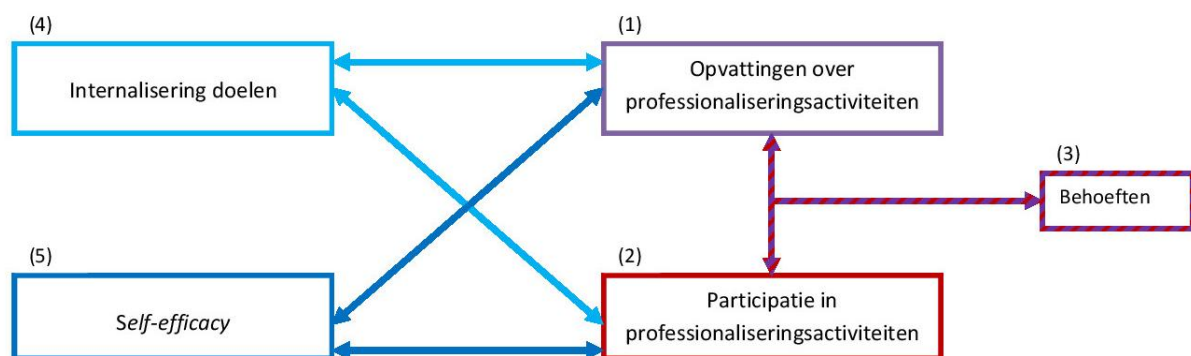 (4)
Internalisering doelen
(1)
Opvattingen over
professionaliseringsactiviteiten
(3)
Behoeften
(5)
Self-efficacy
(2)
Participatie in
professionaliseringsactiviteiten